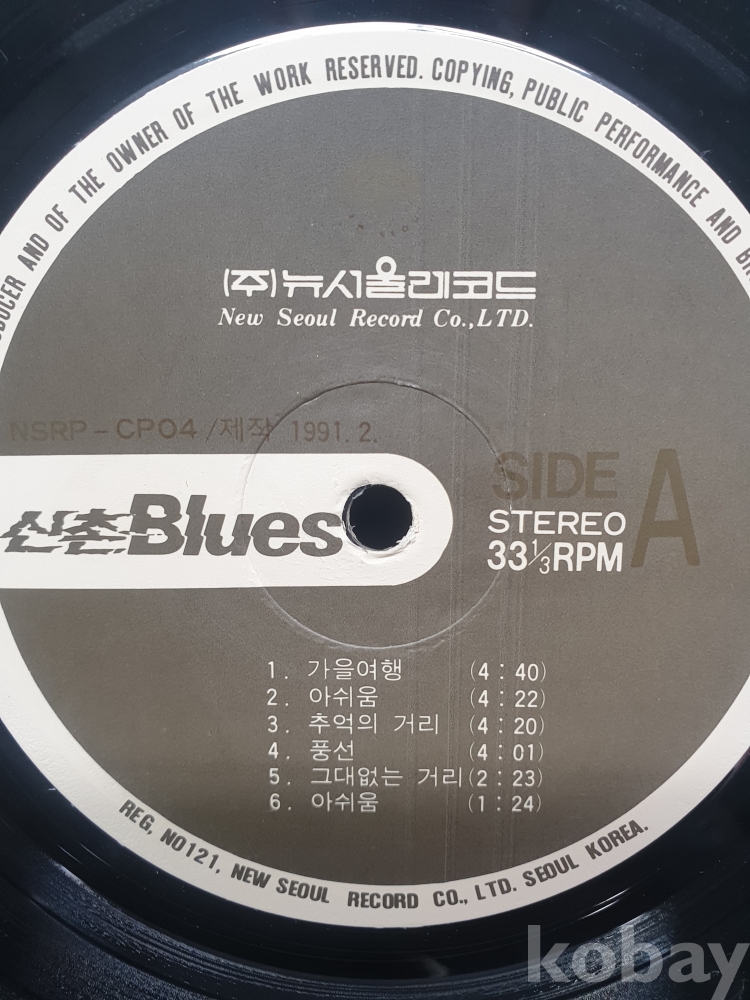 AND OF THE OWNER OF THE WORK RESERVED. COPYING, PUBLIC PERFORMANCE AND
(주)뉴서울레코드
New Seoul Record Co.,LTD.
NSRP-CP04/제작 1991.2.
신촌Blues
SIDE A
STEREO
33⅓RPM
1. 가을여행 (4:40)
2. 아쉬움 (4:22)
3. 추억의 거리 (4:20)
4. 풍선 (4:01)
5. 그대없는 거리(2:23)
6. 아쉬움 (1:24)
REG, NO121, NEW SEOUL RECORD CO., LTD. SEOUL KOREA.
kobay